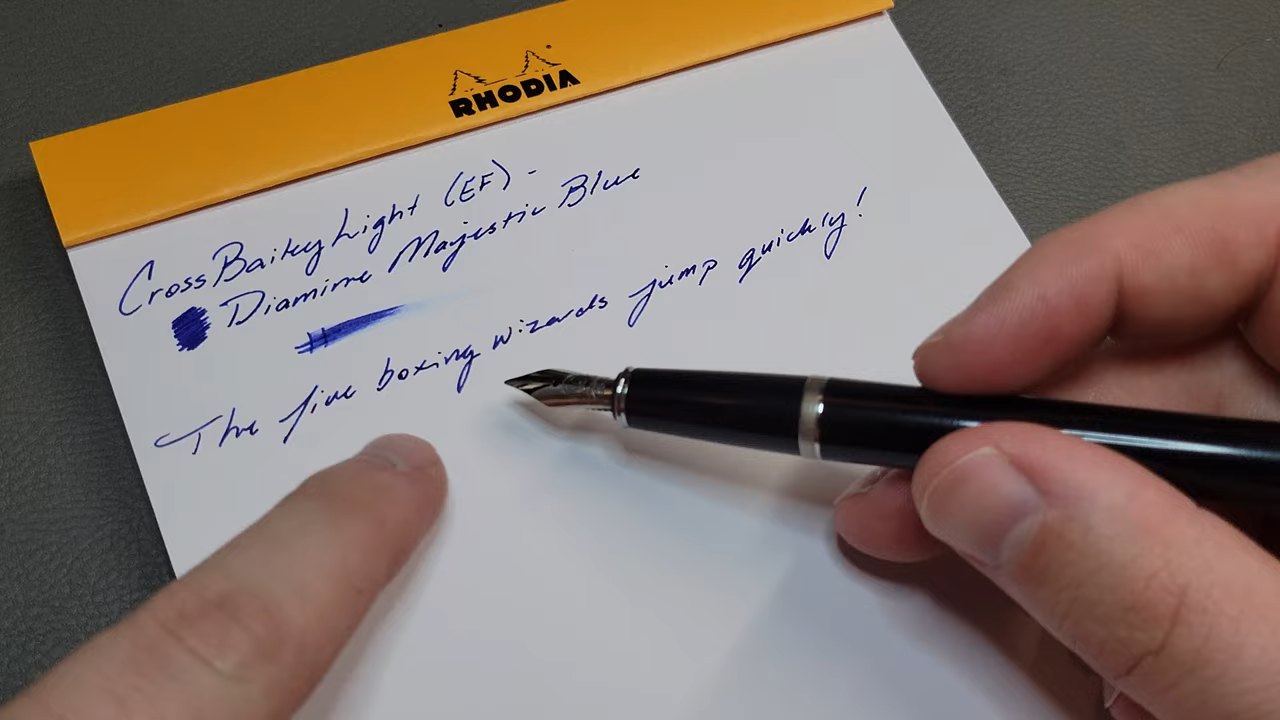 RHODIA
Cross Bailey Light (EF) -
Diamine Majestic Blue
The five boxing wizards jump quickly!